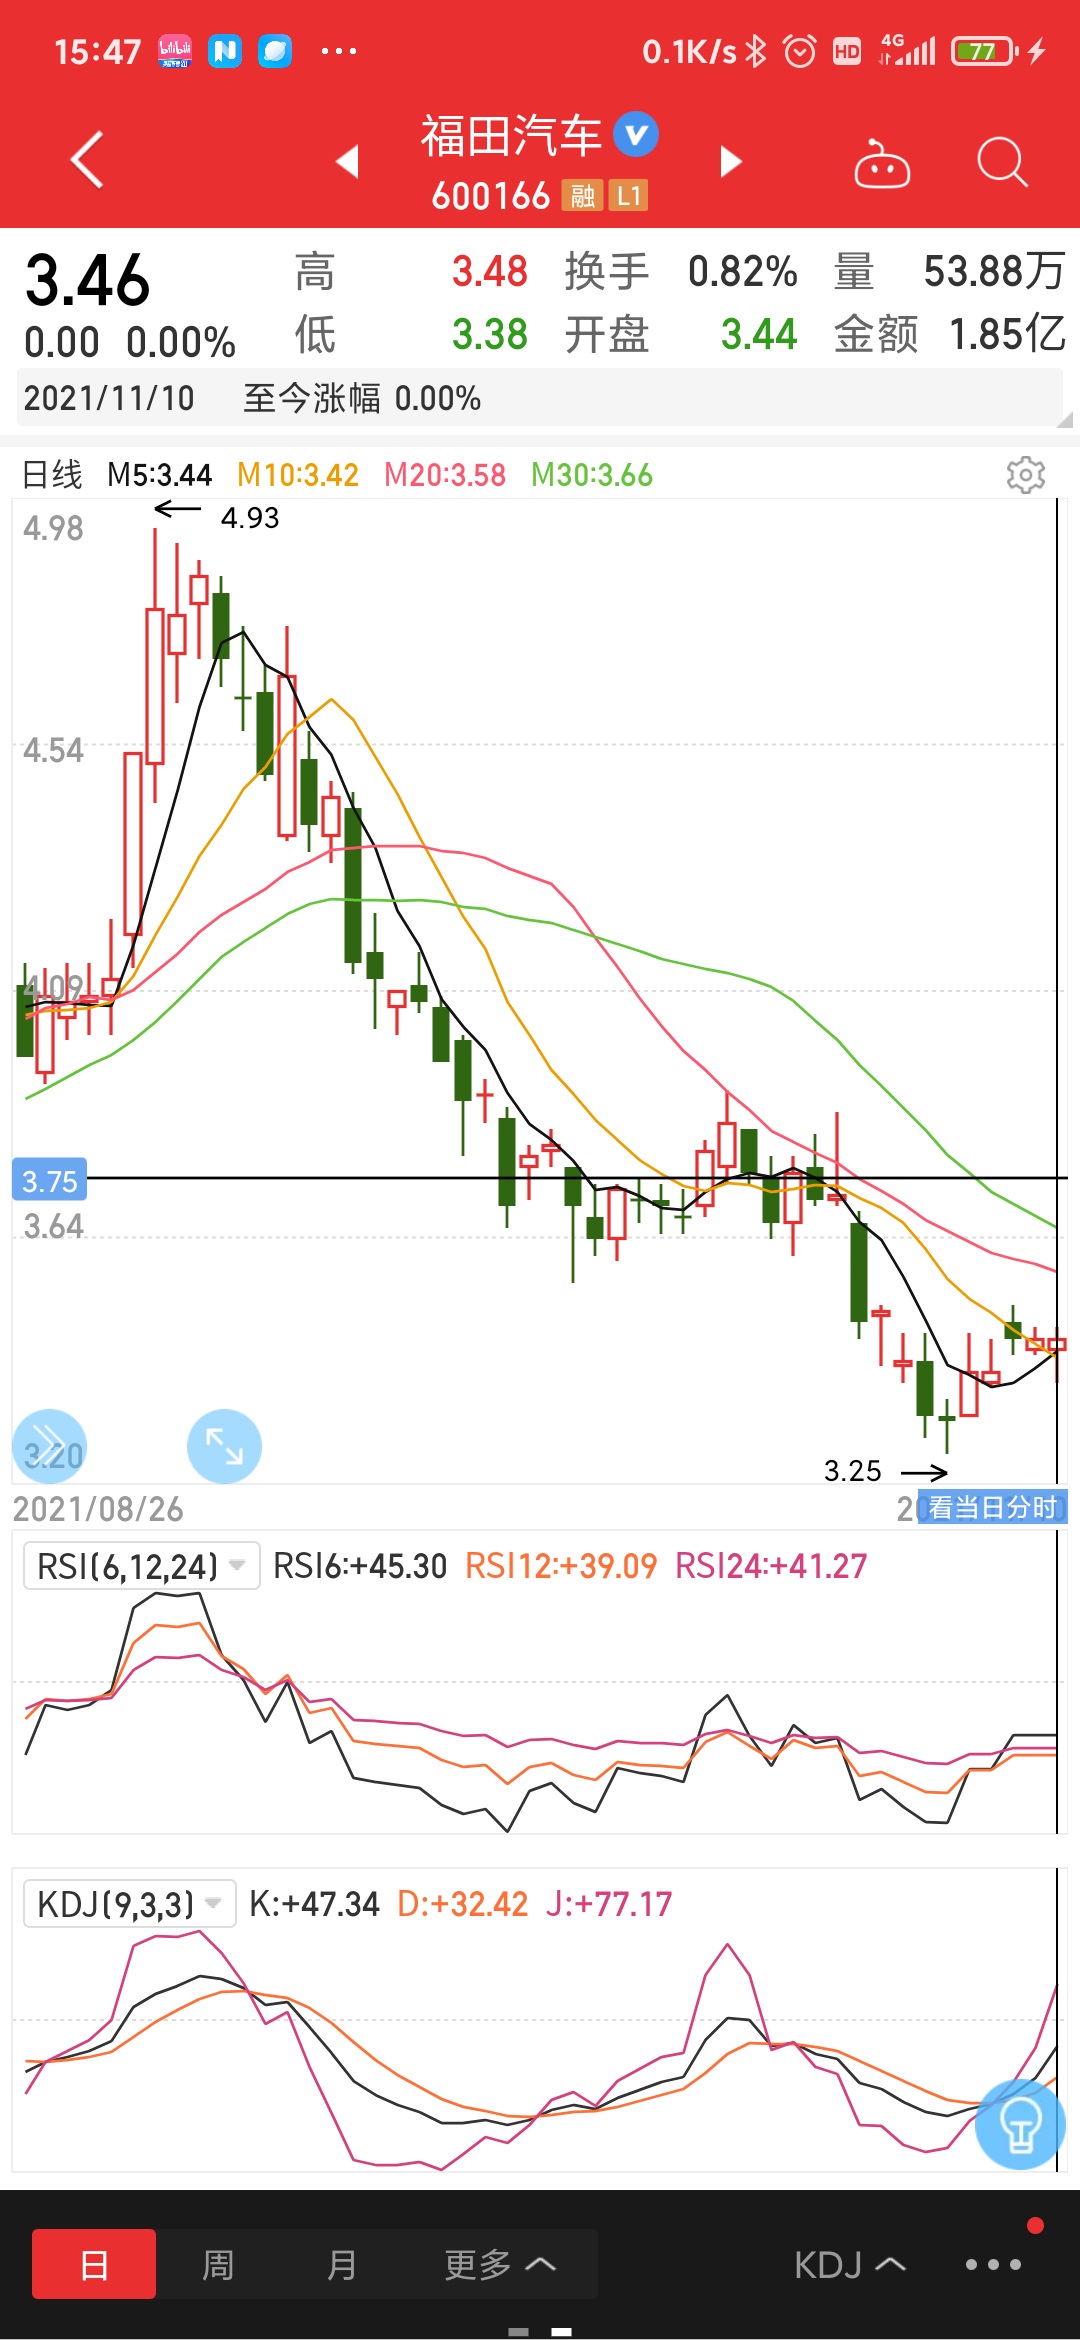 15:47 bilibili 0.1K/s HD 4G 77
福田汽车
600166 融 L1
3.46 高 3.48 换手 0.82% 量 53.88万
0.00 0.00% 低 3.38 开盘 3.44 金额 1.85亿
2021/11/10 至今涨幅 0.00%
日线 M5:3.44 M10:3.42 M20:3.58 M30:3.66
4.98
4.93
4.54
4.09
3.75
3.64
3.20
3.25
2021/08/26 看当日分时
RSI(6,12,24) RSI6:+45.30 RSI12:+39.09 RSI24:+41.27
KDJ(9,3,3) K:+47.34 D:+32.42 J:+77.17
日 周 月 更多 KDJ